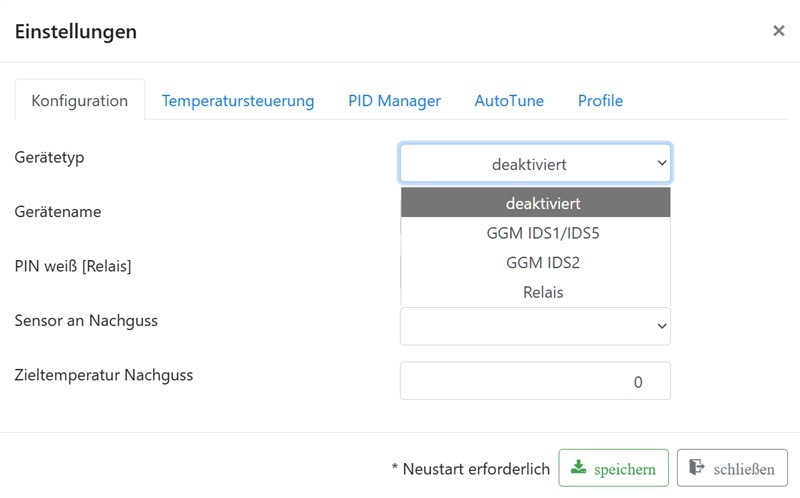 Einstellungen ×
Konfiguration Temperatursteuerung PID Manager AutoTune Profile
Gerätetyp deaktiviert
deaktiviert
Gerätename
GGM IDS1/IDS5
GGM IDS2
PIN weiß [Relais]
Relais
Sensor an Nachguss
Zieltemperatur Nachguss 0
* Neustart erforderlich speichern schließen